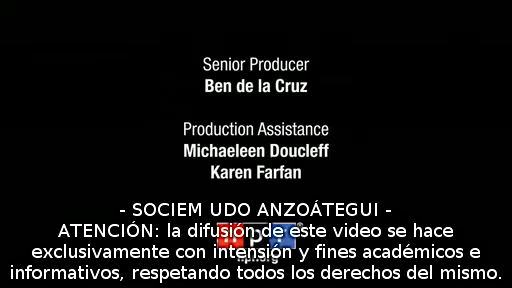 Senior Producer
Ben de la Cruz
Production Assistance
Michaeleen Doucleff
Karen Farfan
- SOCIEM UDO ANZOÁTEGUI -
ATENCIÓN: la difusión de este video se hace
exclusivamente con intensión y fines académicos e
informativos, respetando todos los derechos del mismo.